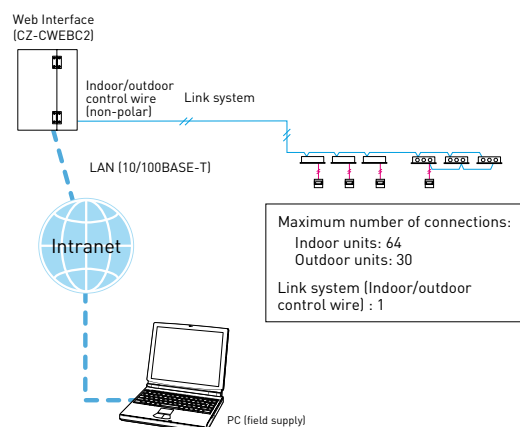 Web Interface
(CZ-CWEBC2)
Indoor/outdoor
control wire
(non-polar)
Link system
LAN (10/100BASE-T)
Intranet
Maximum number of connections:
Indoor units: 64
Outdoor units: 30
Link system (Indoor/outdoor
control wire) : 1
PC (field supply)